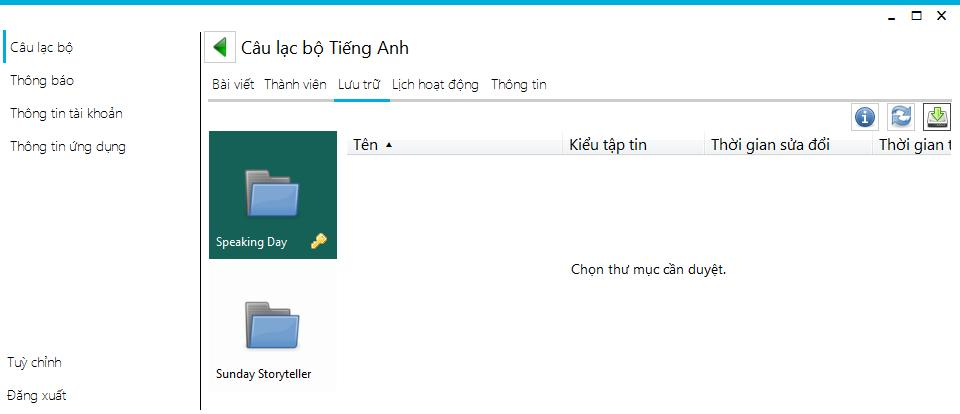 Câu lạc bộ
Thông báo
Thông tin tài khoản
Thông tin ứng dụng
Tuỳ chỉnh
Đăng xuất
Câu lạc bộ Tiếng Anh
Bài viết Thành viên Lưu trữ Lịch hoạt động Thông tin
Tên Kiểu tập tin Thời gian sửa đổi Thời gian t
Speaking Day
Sunday Storyteller
Chọn thư mục cần duyệt.